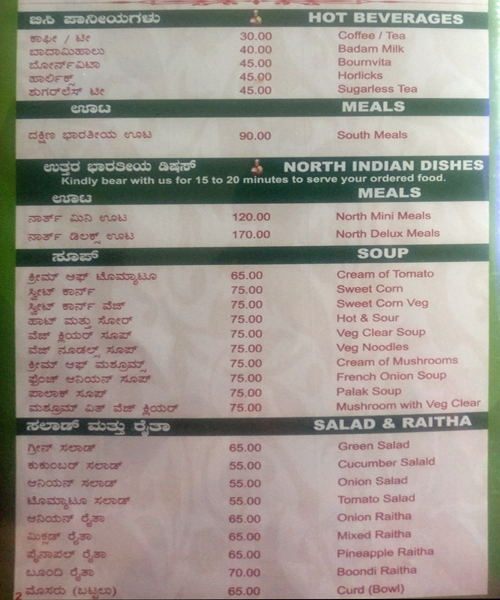 ಬಿಸಿ ಪಾನೀಯಗಳು HOT BEVERAGES
ಕಾಫೀ / ಟೀ 30.00 Coffee / Tea
ಬಾದಾಮಿಹಾಲು 40.00 Badam Milk
ಬೋರ್ನ್‌ವಿಟಾ 45.00 Bournvita
ಹಾರ್ಲಿಕ್ಸ್ 45.00 Horlicks
ಶುಗರ್‌ಲೆಸ್ ಟೀ 45.00 Sugarless Tea
ಊಟ MEALS
ದಕ್ಷಿಣ ಭಾರತೀಯ ಊಟ 90.00 South Meals
ಉತ್ತರ ಭಾರತೀಯ ಡಿಷಸ್ NORTH INDIAN DISHES
Kindly bear with us for 15 to 20 minutes to serve your ordered food.
ಊಟ MEALS
ನಾರ್ತ್ ಮಿನಿ ಊಟ 120.00 North Mini Meals
ನಾರ್ತ್ ಡಿಲಕ್ಸ್ ಊಟ 170.00 North Delux Meals
ಸೂಪ್ SOUP
ಕ್ರೀಮ್ ಆಫ್ ಟೊಮ್ಯಾಟೂ 65.00 Cream of Tomato
ಸ್ವೀಟ್ ಕಾರ್ನ್ 75.00 Sweet Corn
ಸ್ವೀಟ್ ಕಾರ್ನ್ ವೆಜ್ 75.00 Sweet Corn Veg
ಹಾಟ್ ಮತ್ತು ಸೋರ್ 75.00 Hot & Sour
ವೆಜ್ ಕ್ಲಿಯರ್ ಸೂಪ್ 75.00 Veg Clear Soup
ವೆಜ್ ನೂಡಲ್ಸ್ ಸೂಪ್ 75.00 Veg Noodles
ಕ್ರೀಮ್ ಆಫ್ ಮಶ್ರೂಮ್ಸ್ 75.00 Cream of Mushrooms
ಫ್ರೆಂಚ್ ಆನಿಯನ್ ಸೂಪ್ 75.00 French Onion Soup
ಪಾಲಾಕ್ ಸೂಪ್ 75.00 Palak Soup
ಮಶ್ರೂಮ್ ವಿತ್ ವೆಜ್ ಕ್ಲಿಯರ್ 75.00 Mushroom with Veg Clear
ಸಲಾಡ್ ಮತ್ತು ರೈತಾ SALAD & RAITHA
ಗ್ರೀನ್ ಸಲಾಡ್ 65.00 Green Salad
ಕುಕುಂಬರ್ ಸಲಾಡ್ 55.00 Cucumber Salald
ಆನಿಯನ್ ಸಲಾಡ್ 55.00 Onion Salad
ಟೊಮ್ಯಾಟೂ ಸಲಾಡ್ 55.00 Tomato Salad
ಆನಿಯನ್ ರೈತಾ 65.00 Onion Raitha
ಮಿಕ್ಸಡ್ ರೈತಾ 65.00 Mixed Raitha
ಪೈನಾಪಲ್ ರೈತಾ 65.00 Pineapple Raitha
ಬೂಂದಿ ರೈತಾ 70.00 Boondi Raitha
2 ಮೊಸರು (ಬಟ್ಟಲು) 65.00 Curd (Bowl)